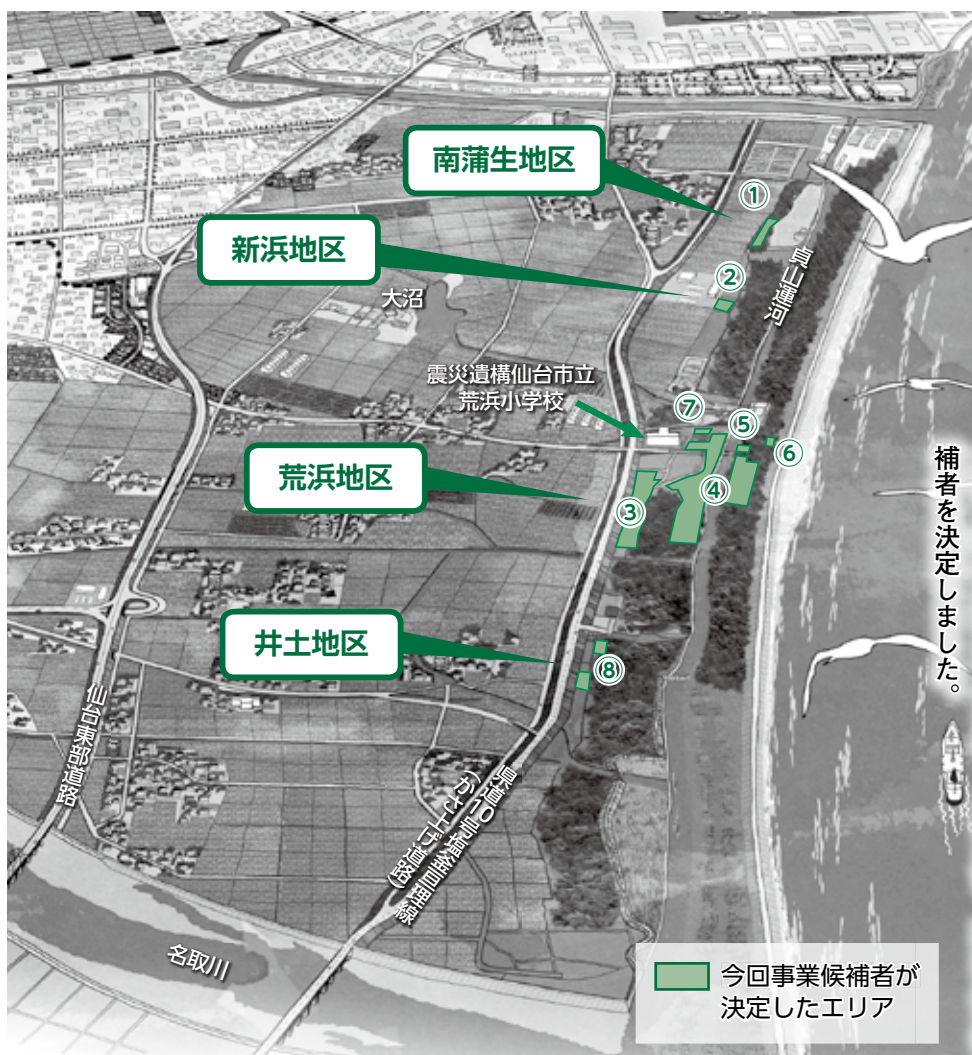 南蒲生地区
①
新浜地区
②
大沼
貞山運河
震災遺構仙台市立
荒浜小学校
⑦
⑤
⑥
荒浜地区
③
④
補者を決定しました。
井土地区
⑧
仙台東部道路
県道10号塩釜亘理線
(かさ上げ道路)
名取川
今回事業候補者が
決定したエリア